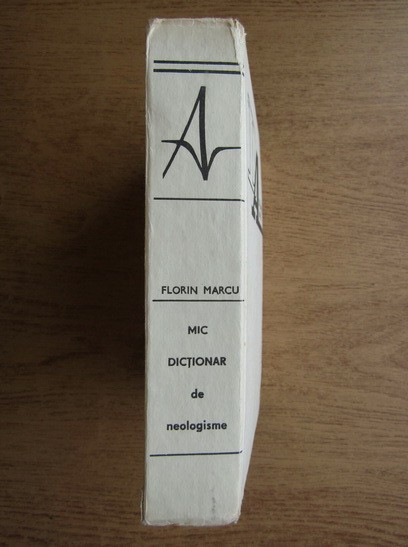 FLORIN MARCU
MIC
DICȚIONAR
de
neologisme